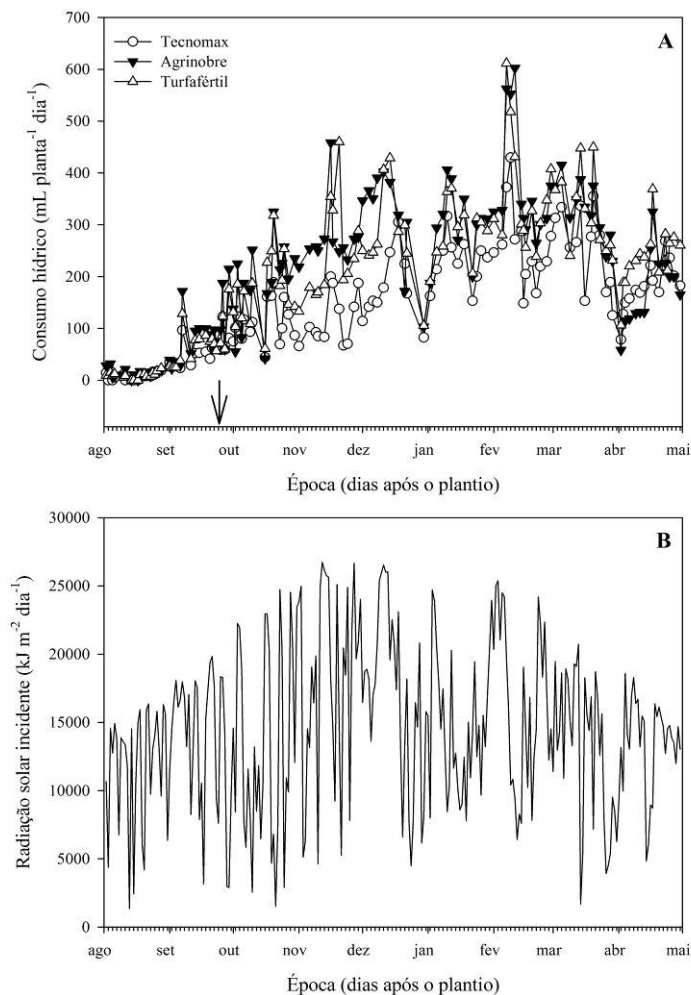 700
A
Tecnomax
Agrinobre
Turfafértil
600
500
400
300
200
100
0
Consumo hídrico (mL planta⁻¹ dia⁻¹)
ago set out nov dez jan fev mar abr mai
Época (dias após o plantio)
30000
B
25000
20000
15000
10000
5000
0
Radiação solar incidente (kJ m⁻² dia⁻¹)
ago set out nov dez jan fev mar abr mai
Época (dias após o plantio)